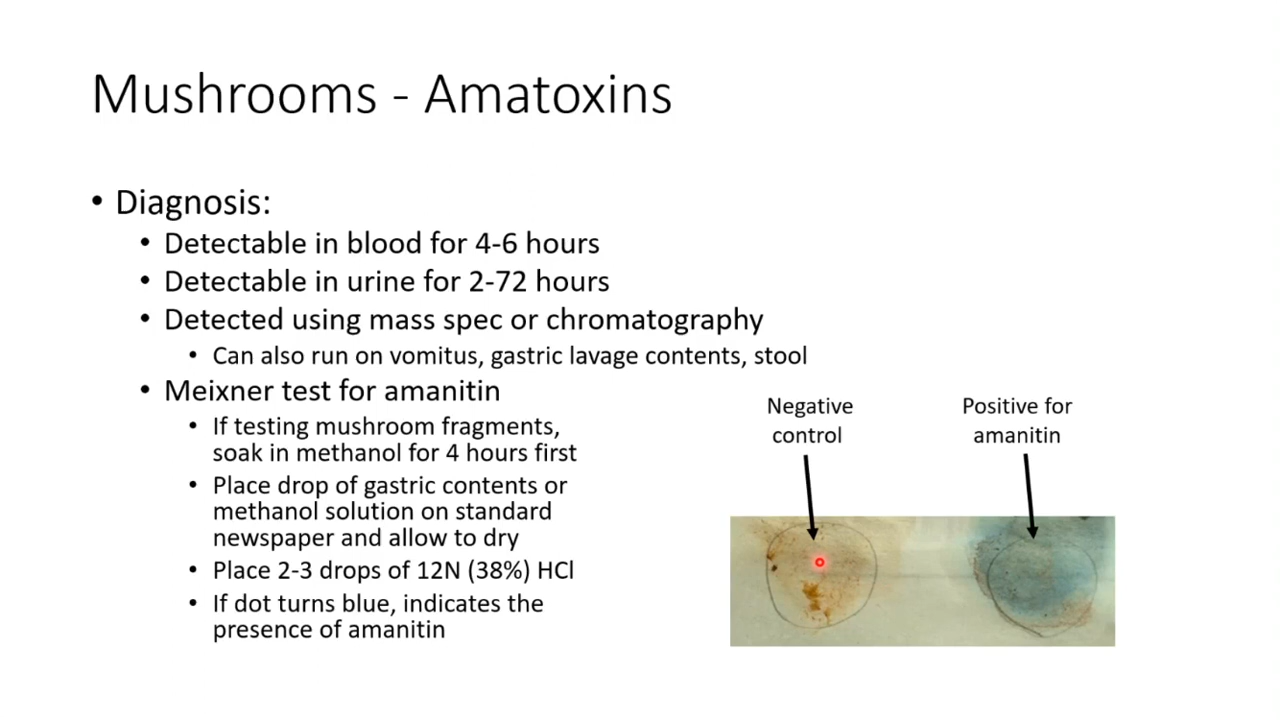 Mushrooms - Amatoxins
• Diagnosis:
• Detectable in blood for 4-6 hours
• Detectable in urine for 2-72 hours
• Detected using mass spec or chromatography
• Can also run on vomitus, gastric lavage contents, stool
• Meixner test for amanitin
• If testing mushroom fragments,
soak in methanol for 4 hours first
• Place drop of gastric contents or
methanol solution on standard
newspaper and allow to dry
• Place 2-3 drops of 12N (38%) HCl
• If dot turns blue, indicates the
presence of amanitin
Negative
control
Positive for
amanitin